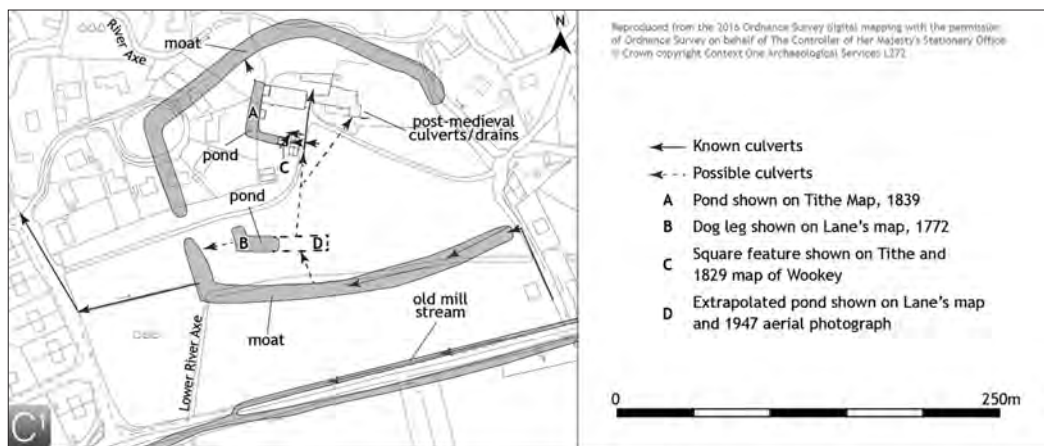 River Axe
moat
N
A
post-medieval
culverts/drains
pond
C
pond
B
D
old mill
stream
moat
Lower River Axe
C1
Reproduced from the 2016 Ordnance Survey digital mapping with the permission
of Ordnance Survey on behalf of The Controller of Her Majesty's Stationery Office
© Crown copyright Context One Archaeological Services L272
Known culverts
Possible culverts
A Pond shown on Tithe Map, 1839
B Dog leg shown on Lane's map, 1772
C Square feature shown on Tithe and
1829 map of Wookey
D Extrapolated pond shown on Lane's map
and 1947 aerial photograph
0 250m